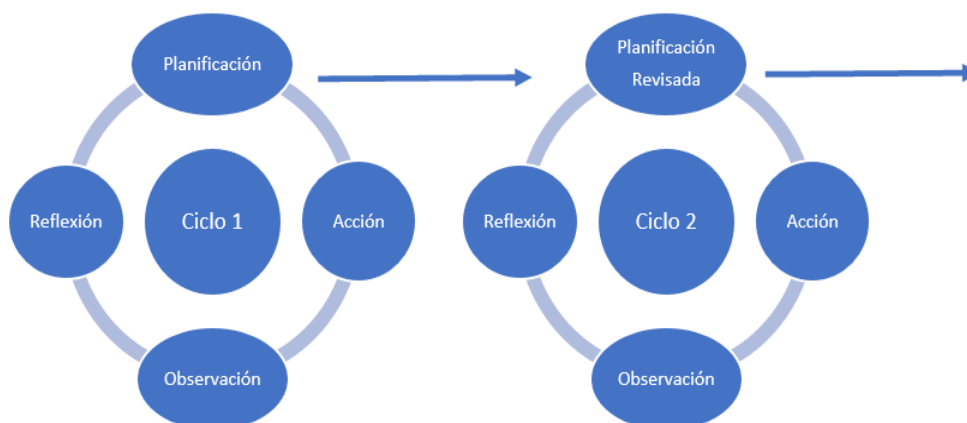 Planificación
Reflexión
Ciclo 1
Acción
Observación
Planificación
Revisada
Reflexión
Ciclo 2
Acción
Observación